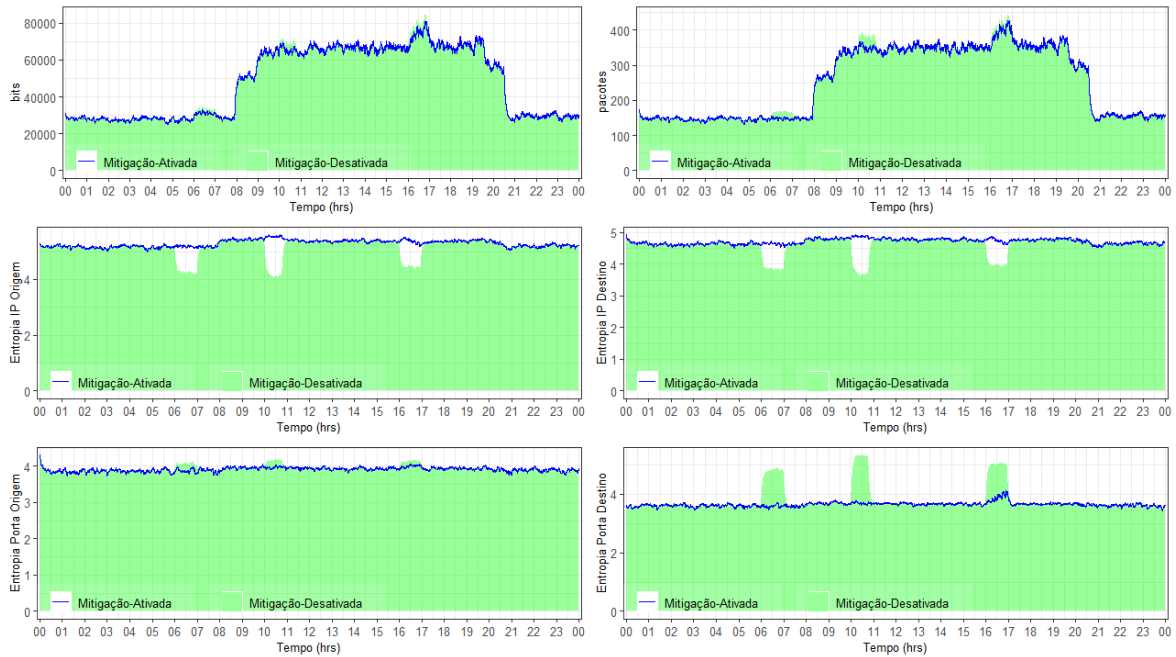 bits
80000
60000
40000
20000
0
Mitigação-Ativada Mitigação-Desativada
00 01 02 03 04 05 06 07 08 09 10 11 12 13 14 15 16 17 18 19 20 21 22 23 00
Tempo (hrs)
pacotes
400
300
200
100
0
Mitigação-Ativada Mitigação-Desativada
00 01 02 03 04 05 06 07 08 09 10 11 12 13 14 15 16 17 18 19 20 21 22 23 00
Tempo (hrs)
Entropia IP Origem
4
2
0
Mitigação-Ativada Mitigação-Desativada
00 01 02 03 04 05 06 07 08 09 10 11 12 13 14 15 16 17 18 19 20 21 22 23 00
Tempo (hrs)
Entropia IP Destino
5
4
3
2
1
0
Mitigação-Ativada Mitigação-Desativada
00 01 02 03 04 05 06 07 08 09 10 11 12 13 14 15 16 17 18 19 20 21 22 23 00
Tempo (hrs)
Entropia Porta Origem
4
3
2
1
0
Mitigação-Ativada Mitigação-Desativada
00 01 02 03 04 05 06 07 08 09 10 11 12 13 14 15 16 17 18 19 20 21 22 23 00
Tempo (hrs)
Entropia Porta Destino
4
2
0
Mitigação-Ativada Mitigação-Desativada
00 01 02 03 04 05 06 07 08 09 10 11 12 13 14 15 16 17 18 19 20 21 22 23 00
Tempo (hrs)